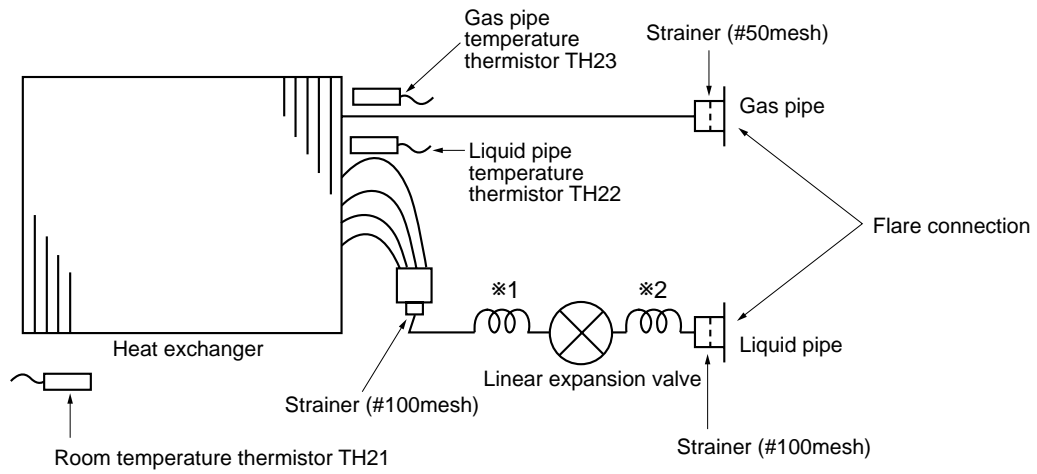 Gas pipe
temperature
thermistor TH23
Strainer (#50mesh)
Gas pipe
Liquid pipe
temperature
thermistor TH22
Flare connection
※1
※2
Heat exchanger
Liquid pipe
Linear expansion valve
Strainer (#100mesh)
Strainer (#100mesh)
Room temperature thermistor TH21